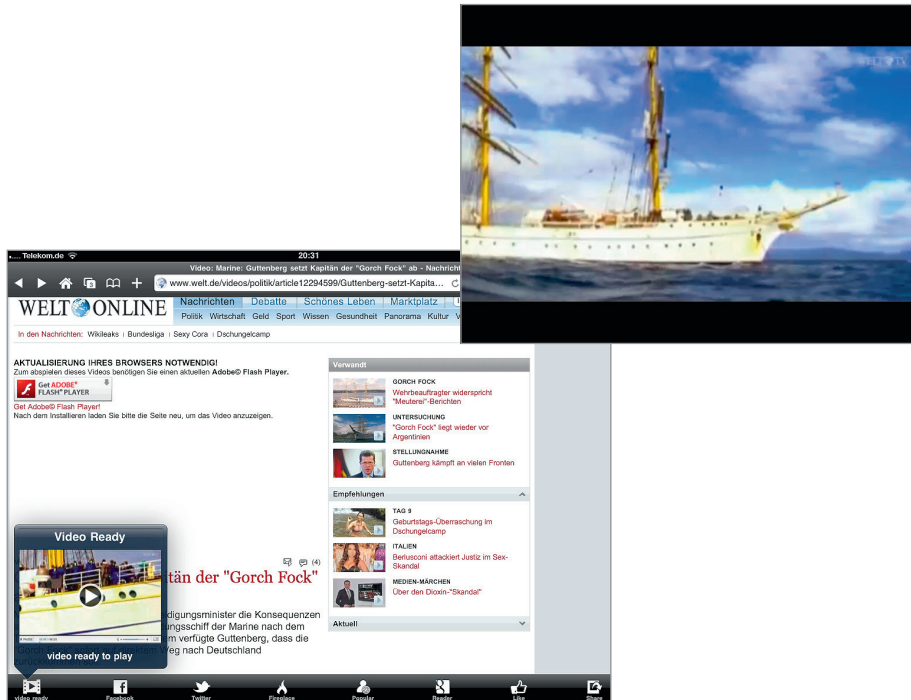 WELT TV
Telekom.de 20:31
Video: Marine: Guttenberg setzt Kapitän der "Gorch Fock" ab - Nachricht
www.welt.de/videos/politik/article12294599/Guttenberg-setzt-Kapita...
WELT ONLINE
Nachrichten Debatte Schönes Leben Marktplatz
Politik Wirtschaft Geld Sport Wissen Gesundheit Panorama Kultur
In den Nachrichten: Wikileaks | Bundesliga | Sexy Cora | Dschungelcamp
AKTUALISIERUNG IHRES BROWSERS NOTWENDIG!
Zum abspielen dieses Videos benötigen Sie einen aktuellen Adobe© Flash Player.
Get ADOBE®
FLASH® PLAYER
Get Adobe© Flash Player!
Nach dem Installieren laden Sie bitte die Seite neu, um das Video anzuzeigen.
Verwandt
GORCH FOCK
Wehrbeauftragter widerspricht
"Meuterei"-Berichten
UNTERSUCHUNG
"Gorch Fock" liegt wieder vor
Argentinien
STELLUNGNAHME
Guttenberg kämpft an vielen Fronten
Empfehlungen
TAG 9
Geburtstags-Überraschung im
Dschungelcamp
ITALIEN
Berlusconi attackiert Justiz im Sex-
Skandal
MEDIEN-MÄRCHEN
Über den Dioxin-"Skandal"
Aktuell
(4)
tän der "Gorch Fock"
digungsminister die Konsequenzen
ungsschiff der Marine nach dem
m verfügte Guttenberg, dass die
Weg nach Deutschland
Video Ready
video ready to play
video ready Facebook Twitter Fireplace Popular Reader Like Share